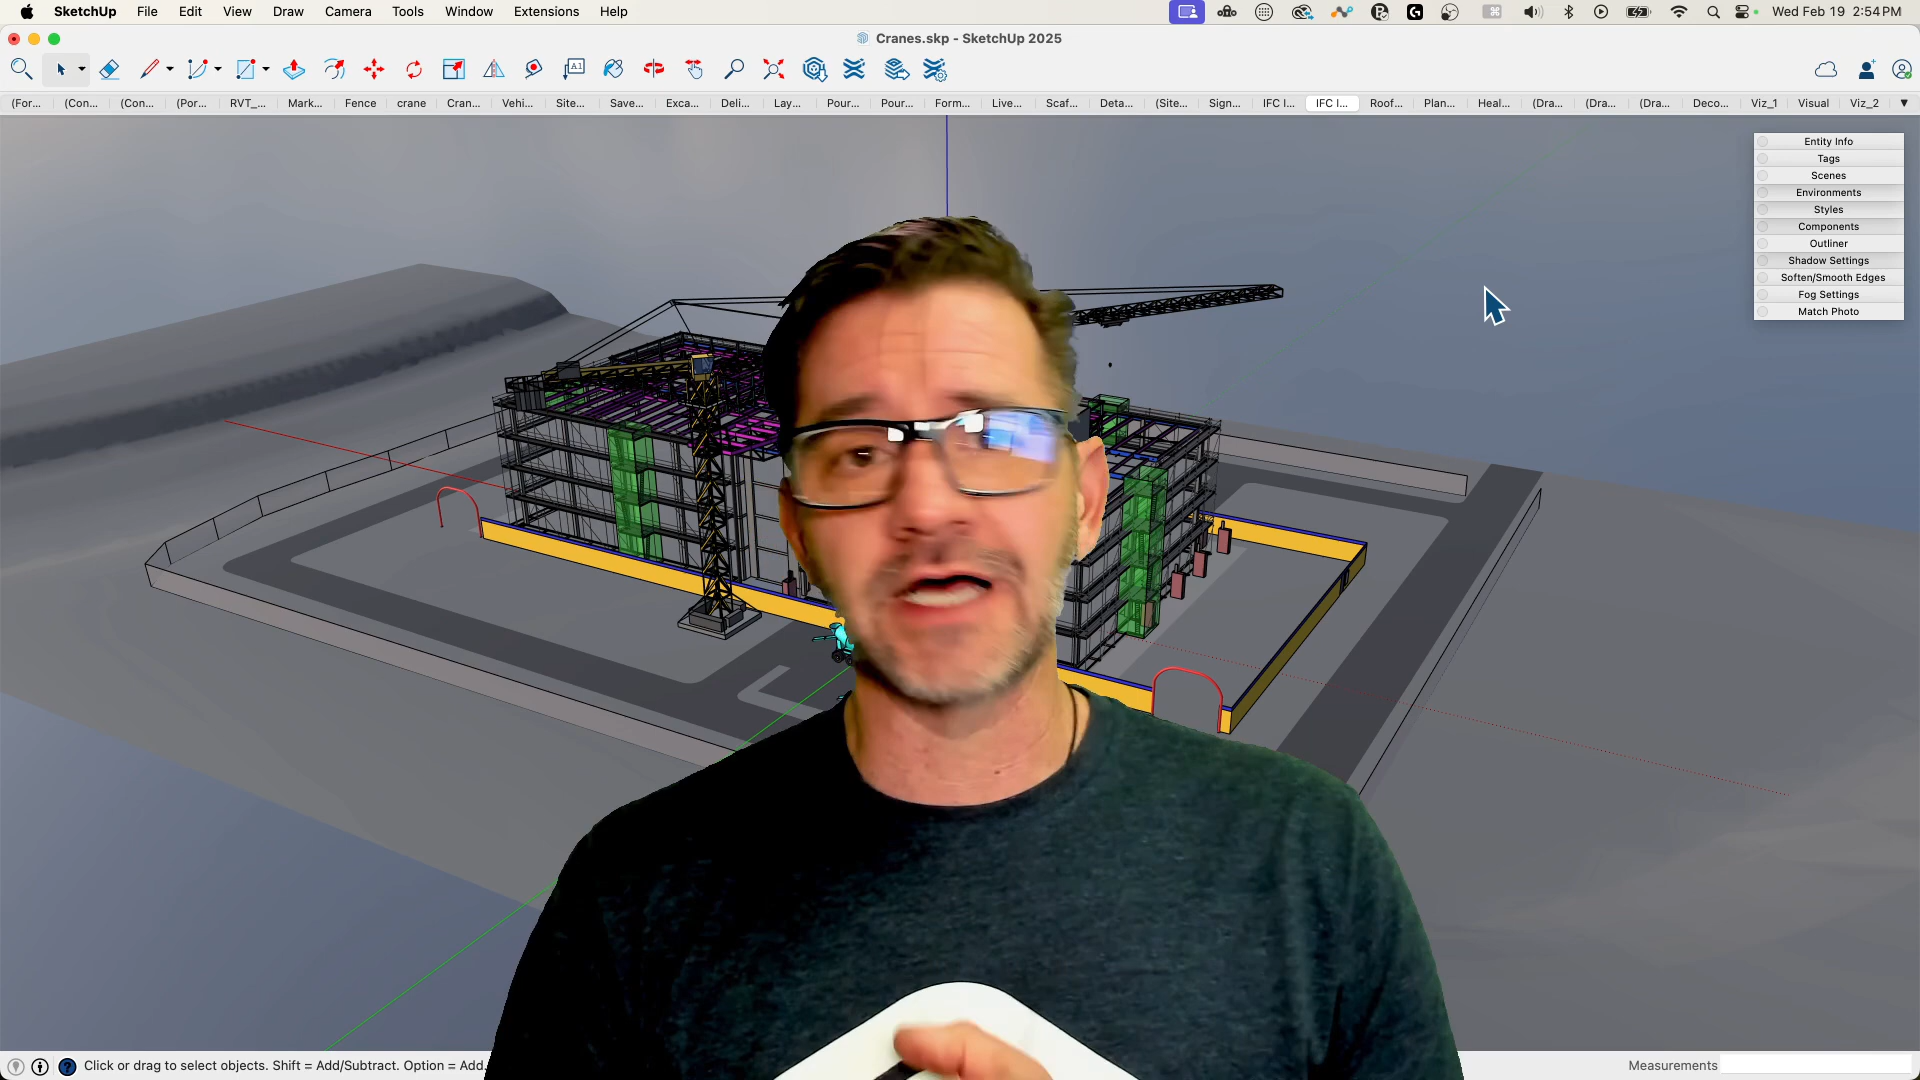 SketchUp File Edit View Draw Camera Tools Window Extensions Help Wed Feb 19 2:54 PM
Cranes.skp - SketchUp 2025
(For... (Con... (Con... (Por... RVT_... Mark... Fence crane Cran... Vehi... Site... Save... Exca... Deli... Lay... Pour... Pour... Form... Live... Scaf... Deta... (Site... Sign... IFC I... IFC I... Roof... Plan... Heal... (Dra... (Dra... (Dra... Deco... Viz_1 Visual Viz_2
Entity Info
Tags
Scenes
Environments
Styles
Components
Outliner
Shadow Settings
Soften/Smooth Edges
Fog Settings
Match Photo
Click or drag to select objects. Shift = Add/Subtract. Option = Add. Measurements